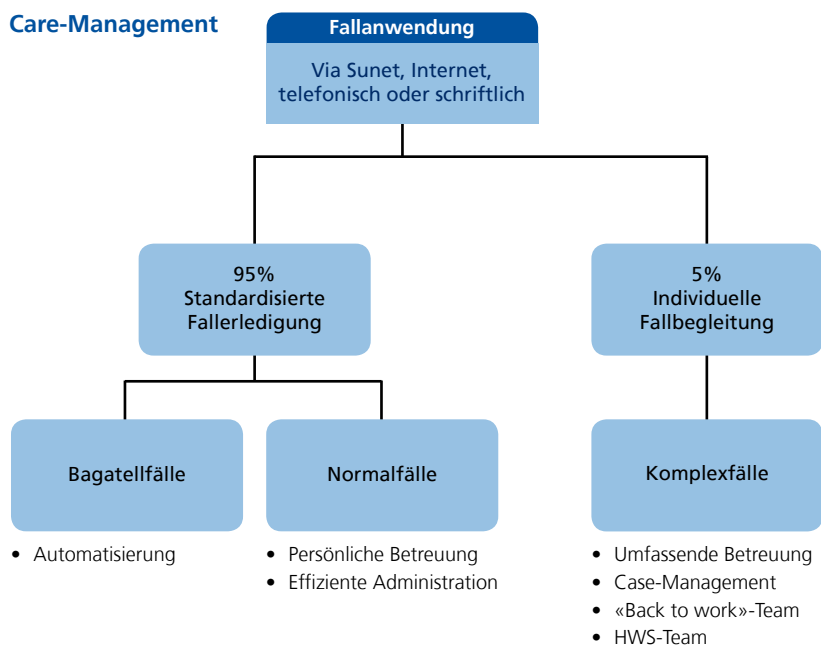 Care-Management
Fallanwendung
Via Sunet, Internet,
telefonisch oder schriftlich
95%
Standardisierte
Fallerledigung
5%
Individuelle
Fallbegleitung
Bagatellfälle
Normalfälle
Komplexfälle
• Automatisierung
• Persönliche Betreuung
• Effiziente Administration
• Umfassende Betreuung
• Case-Management
• «Back to work»-Team
• HWS-Team